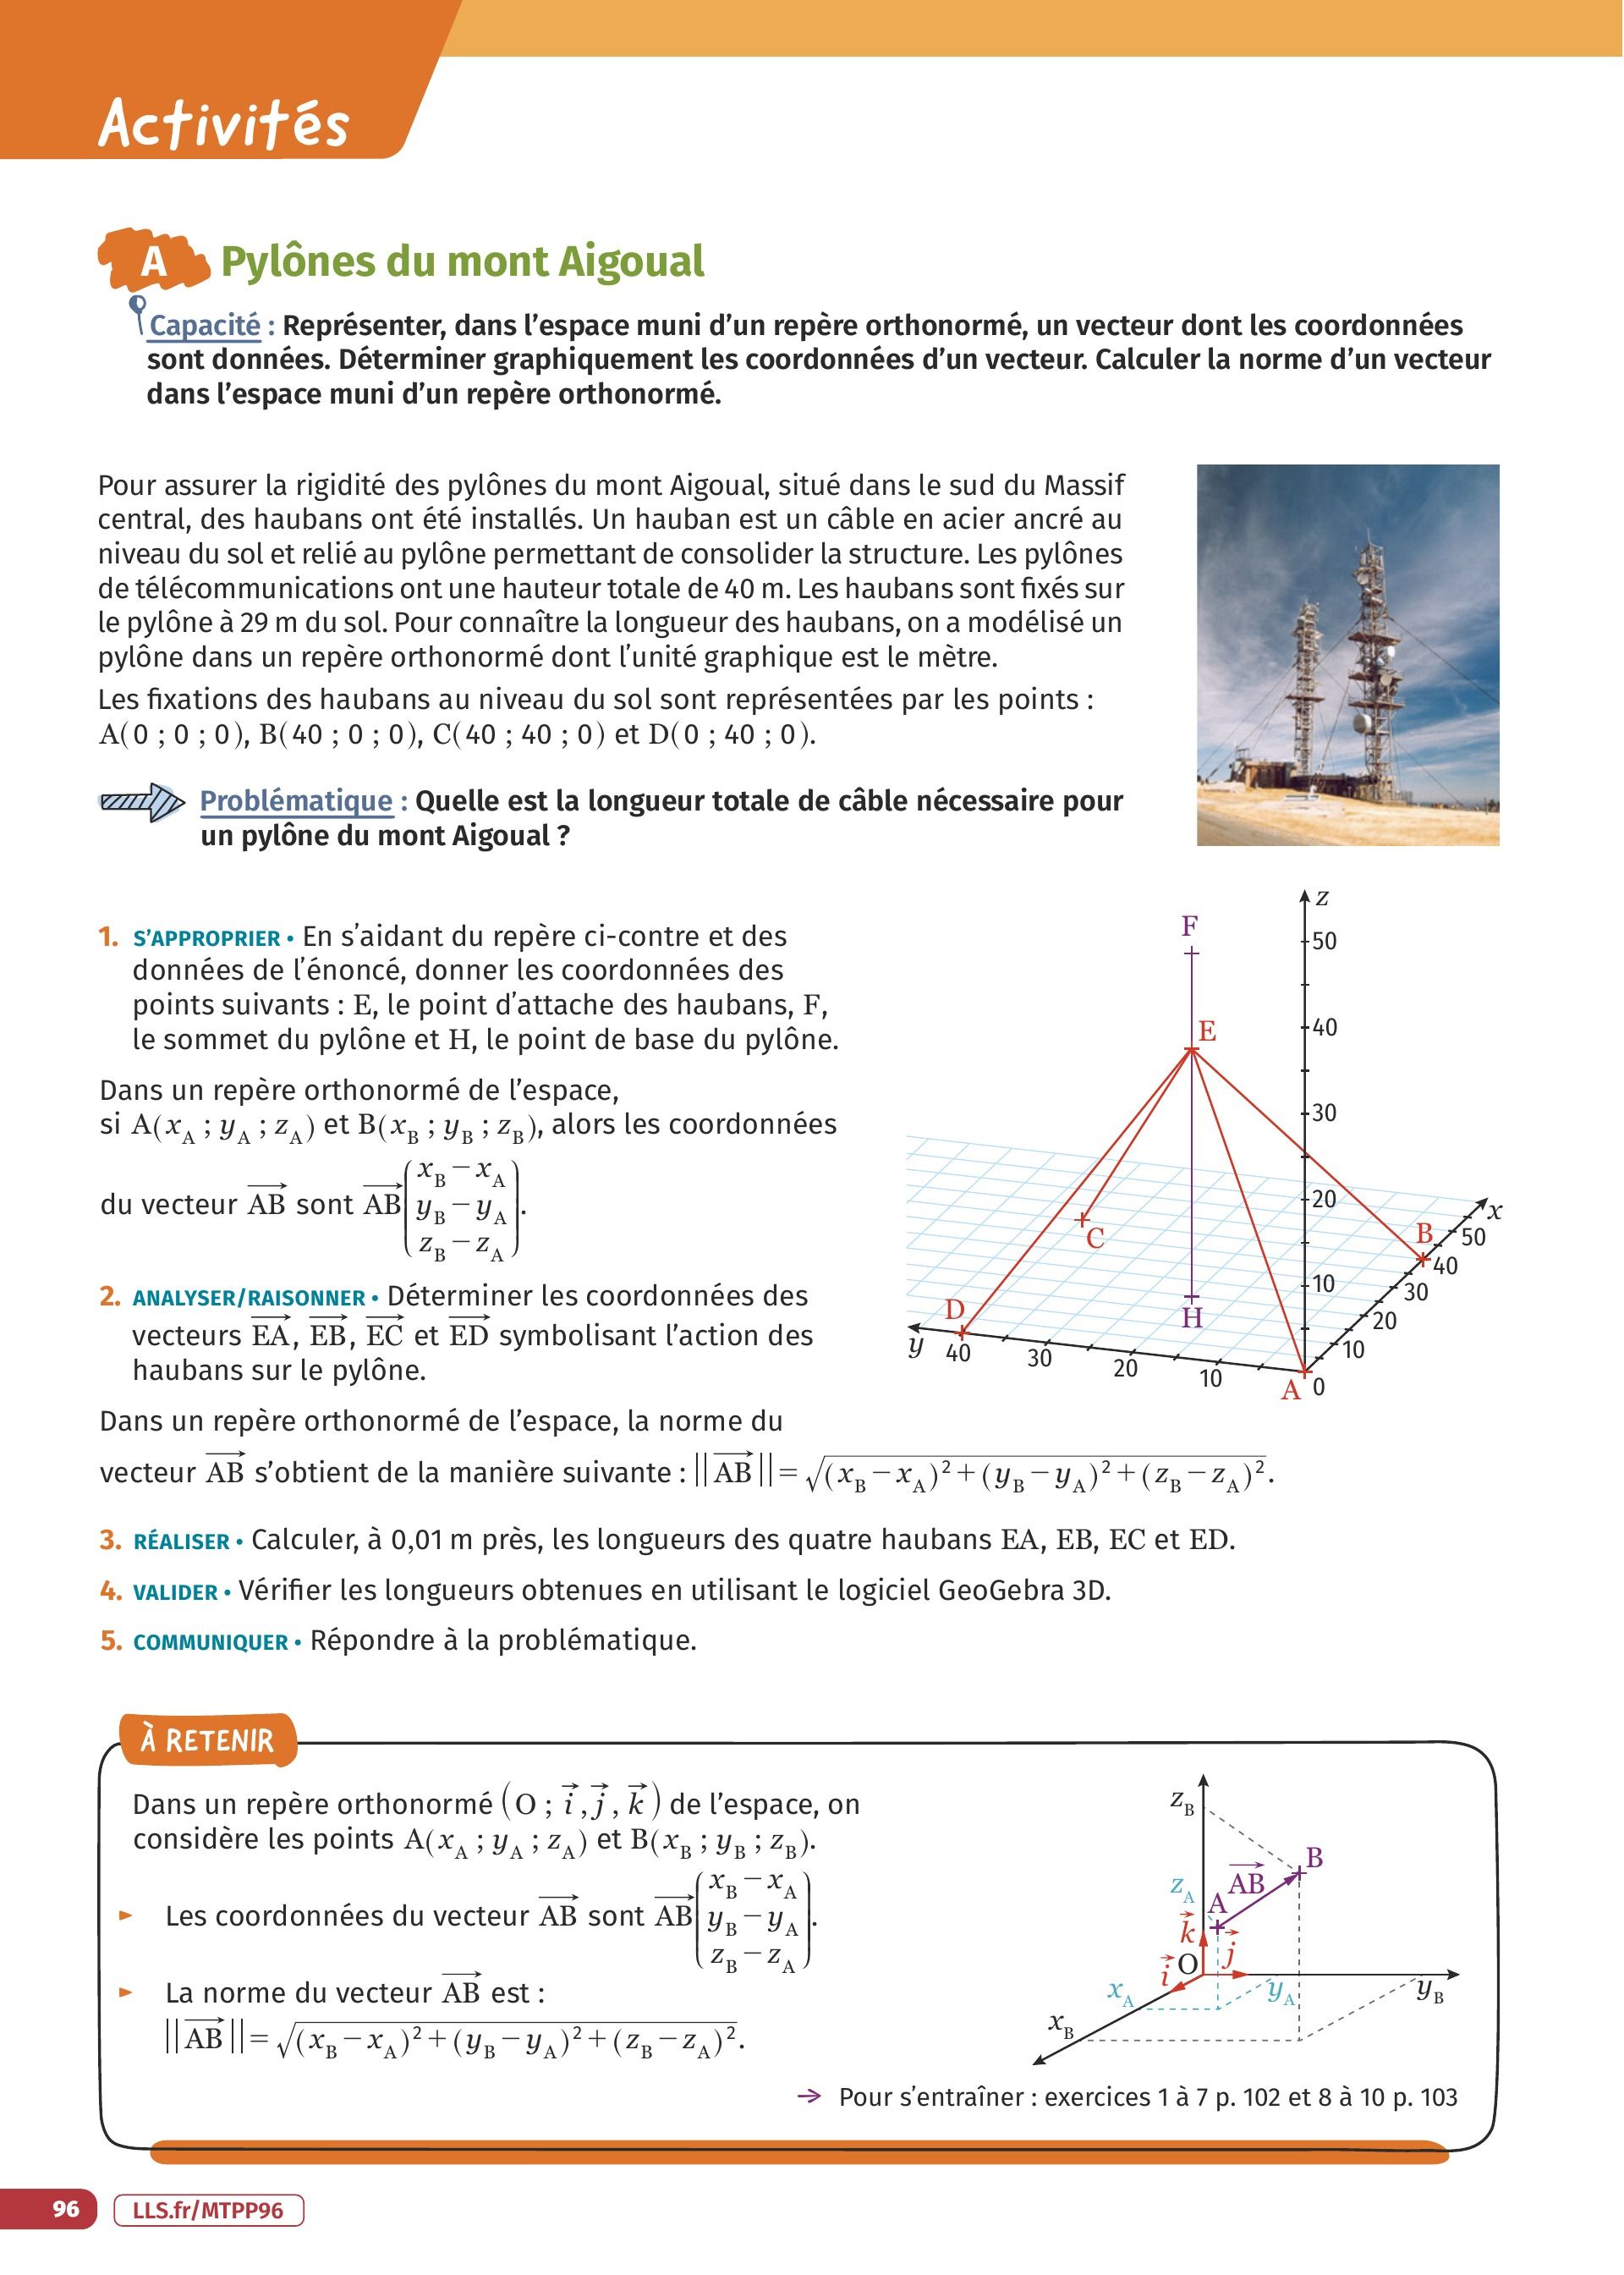 Activités
A Pylônes du mont Aigoual
Capacité : Représenter, dans l’espace muni d’un repère orthonormé, un vecteur dont les coordonnées
sont données. Déterminer graphiquement les coordonnées d’un vecteur. Calculer la norme d’un vecteur
dans l’espace muni d’un repère orthonormé.
Pour assurer la rigidité des pylônes du mont Aigoual, situé dans le sud du Massif
central, des haubans ont été installés. Un hauban est un câble en acier ancré au
niveau du sol et relié au pylône permettant de consolider la structure. Les pylônes
de télécommunications ont une hauteur totale de 40 m. Les haubans sont fixés sur
le pylône à 29 m du sol. Pour connaître la longueur des haubans, on a modélisé un
pylône dans un repère orthonormé dont l’unité graphique est le mètre.
Les fixations des haubans au niveau du sol sont représentées par les points :
A(0 ; 0 ; 0), B(40 ; 0 ; 0), C(40 ; 40 ; 0) et D(0 ; 40 ; 0).
Problématique : Quelle est la longueur totale de câble nécessaire pour
un pylône du mont Aigoual ?
1. S’APPROPRIER • En s’aidant du repère ci-contre et des
données de l’énoncé, donner les coordonnées des
points suivants : E, le point d’attache des haubans, F,
le sommet du pylône et H, le point de base du pylône.
Dans un repère orthonormé de l’espace,
si A(x_A ; y_A ; z_A) et B(x_B ; y_B ; z_B), alors les coordonnées
du vecteur \overrightarrow{AB} sont \overrightarrow{AB}\begin{pmatrix} x_B − x_A \\ y_B − y_A \\ z_B − z_A \end{pmatrix}.
2. ANALYSER/RAISONNER • Déterminer les coordonnées des
vecteurs \overrightarrow{EA}, \overrightarrow{EB}, \overrightarrow{EC} et \overrightarrow{ED} symbolisant l’action des
haubans sur le pylône.
z
50
40
30
20
10
F
E
C
H
D
B
A
x
50
40
30
20
10
0
y
40
30
20
10
Dans un repère orthonormé de l’espace, la norme du
vecteur \overrightarrow{AB} s’obtient de la manière suivante : ||\overrightarrow{AB}|| = \sqrt{(x_B − x_A)^2 + (y_B − y_A)^2 + (z_B − z_A)^2}.
3. RÉALISER • Calculer, à 0,01 m près, les longueurs des quatre haubans EA, EB, EC et ED.
4. VALIDER • Vérifier les longueurs obtenues en utilisant le logiciel GeoGebra 3D.
5. COMMUNIQUER • Répondre à la problématique.
À RETENIR
Dans un repère orthonormé (O ; \vec{i}, \vec{j}, \vec{k}) de l’espace, on
considère les points A(x_A ; y_A ; z_A) et B(x_B ; y_B ; z_B).
► Les coordonnées du vecteur \overrightarrow{AB} sont \overrightarrow{AB}\begin{pmatrix} x_B − x_A \\ y_B − y_A \\ z_B − z_A \end{pmatrix}.
► La norme du vecteur \overrightarrow{AB} est :
||\overrightarrow{AB}|| = \sqrt{(x_B − x_A)^2 + (y_B − y_A)^2 + (z_B − z_A)^2}.
z_B
B
\overrightarrow{AB}
z_A
A
\vec{k}
\vec{j}
O
\vec{i}
x_A
y_A
y_B
x_B
→ Pour s’entraîner : exercices 1 à 7 p. 102 et 8 à 10 p. 103
96
LLS.fr/MTPP96